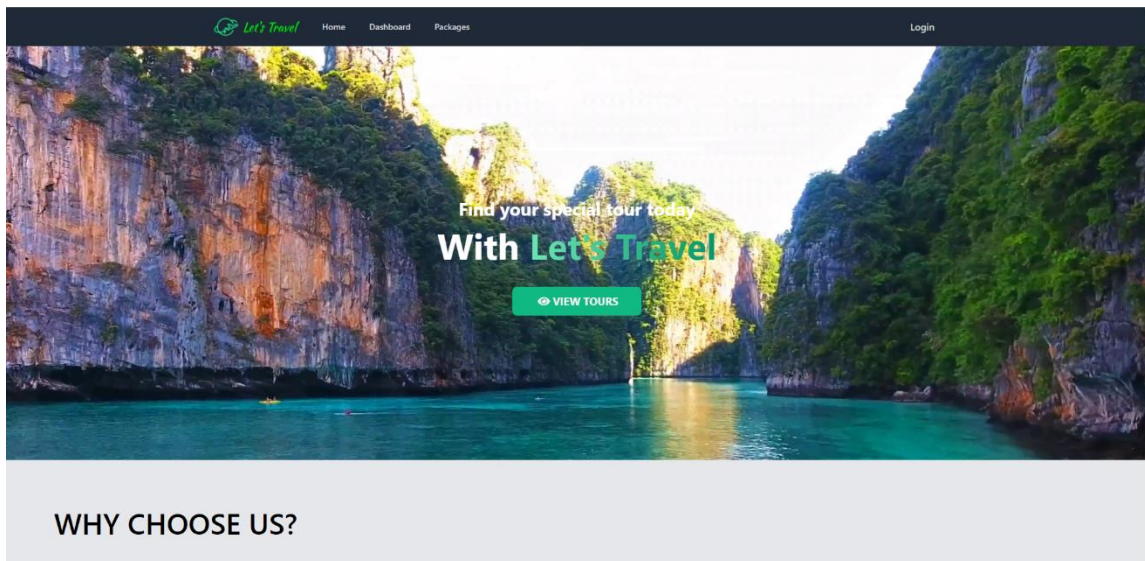 Let's Travel
Home
Dashboard
Packages
Login
Find your special tour today
With Let's Travel
VIEW TOURS
WHY CHOOSE US?